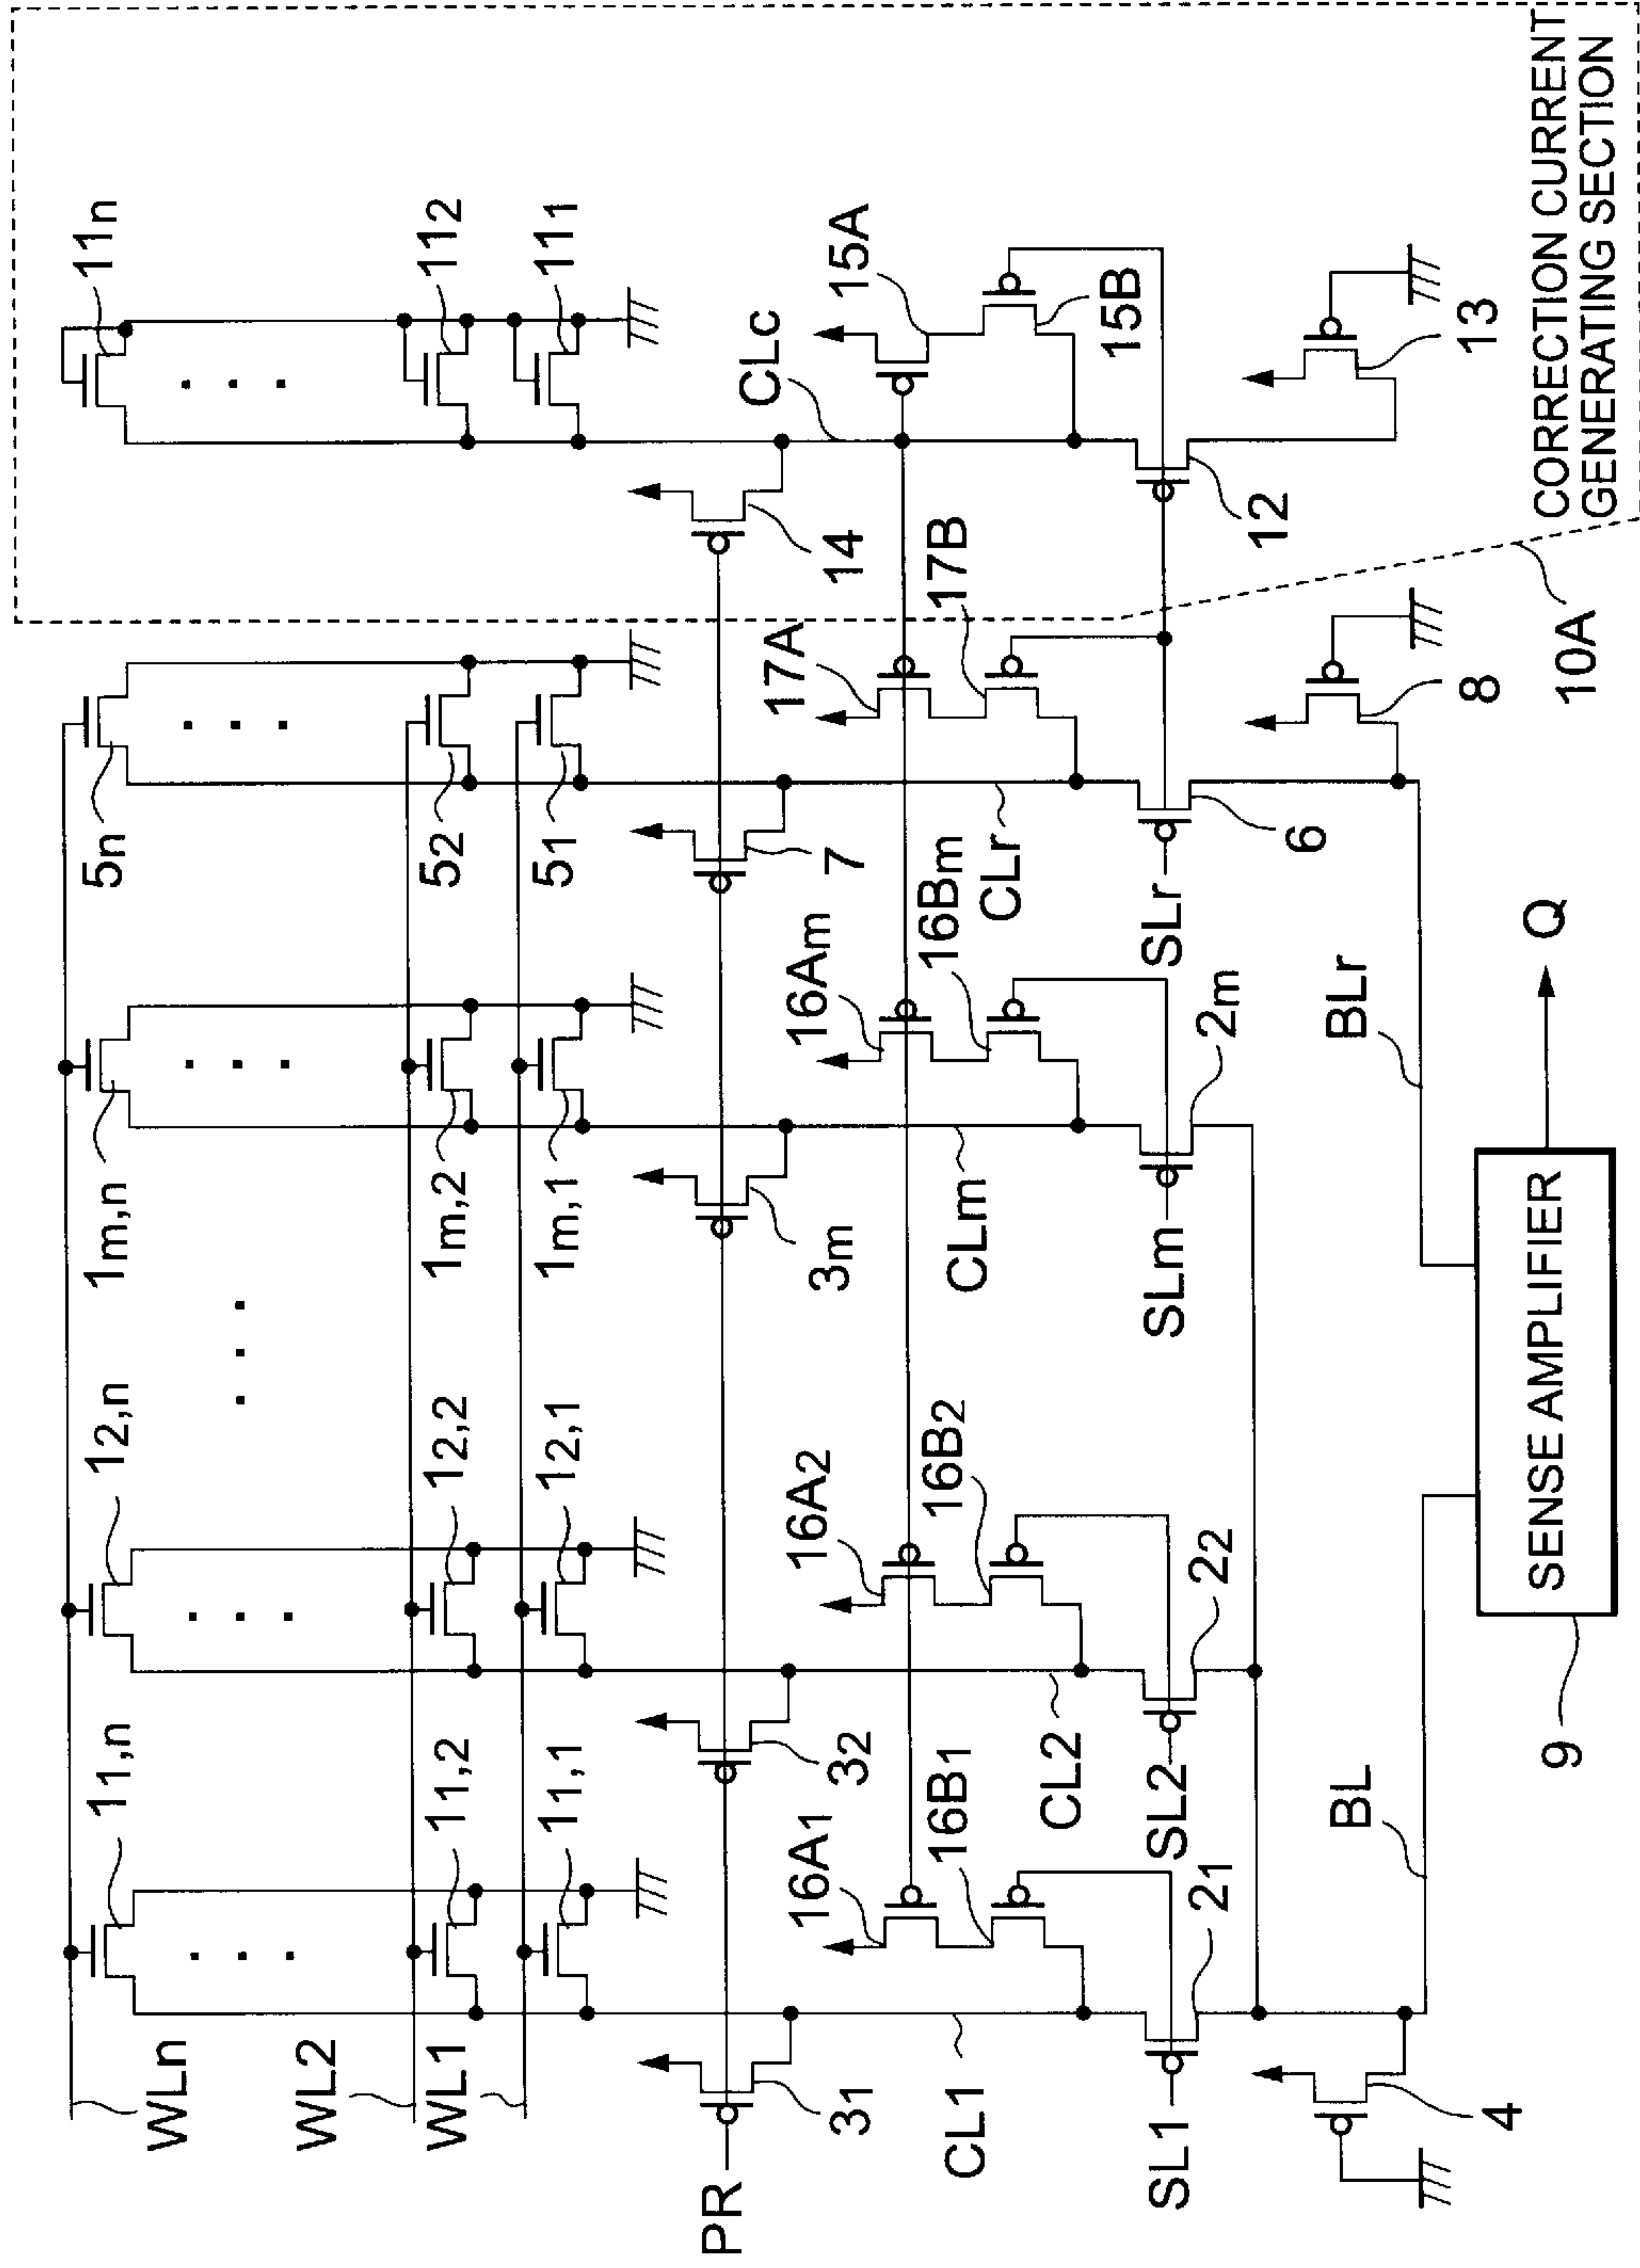 WLn
11,n
12,n
1m,n
5n
11n
WL2
11,2
12,2
1m,2
52
112
WL1
11,1
12,1
1m,1
51
111
PR
31
32
3m
7
14
CL1
16A1
16B1
CL2
16A2
16B2
CLm
16Am
16Bm
CLr
17A
17B
CLc
15A
15B
SL1
21
SL2
22
SLm
2m
SLr
6
12
4
BL
BLr
8
13
10A
9
SENSE AMPLIFIER
Q
CORRECTION CURRENT
GENERATING SECTION